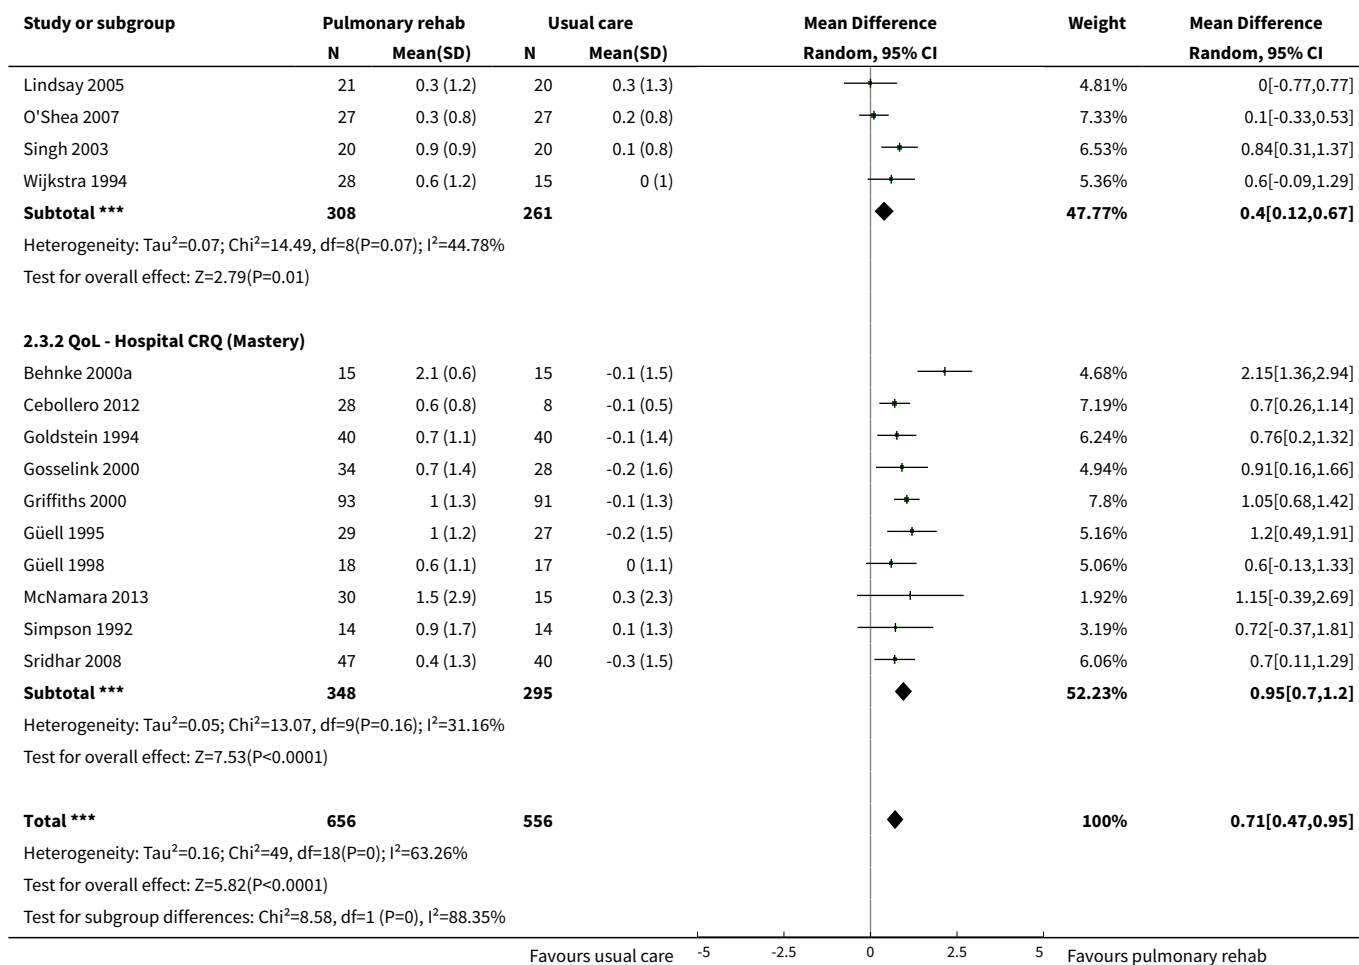 Study or subgroup Pulmonary rehab Usual care Mean Difference Weight Mean Difference
N Mean(SD) N Mean(SD) Random, 95% CI Random, 95% CI
Lindsay 2005 21 0.3 (1.2) 20 0.3 (1.3) 4.81% 0[-0.77,0.77]
O'Shea 2007 27 0.3 (0.8) 27 0.2 (0.8) 7.33% 0.1[-0.33,0.53]
Singh 2003 20 0.9 (0.9) 20 0.1 (0.8) 6.53% 0.84[0.31,1.37]
Wijkstra 1994 28 0.6 (1.2) 15 0 (1) 5.36% 0.6[-0.09,1.29]
Subtotal *** 308 261 47.77% 0.4[0.12,0.67]
Heterogeneity: Tau²=0.07; Chi²=14.49, df=8(P=0.07); I²=44.78%
Test for overall effect: Z=2.79(P=0.01)
2.3.2 QoL - Hospital CRQ (Mastery)
Behnke 2000a 15 2.1 (0.6) 15 -0.1 (1.5) 4.68% 2.15[1.36,2.94]
Cebollero 2012 28 0.6 (0.8) 8 -0.1 (0.5) 7.19% 0.7[0.26,1.14]
Goldstein 1994 40 0.7 (1.1) 40 -0.1 (1.4) 6.24% 0.76[0.2,1.32]
Gosselink 2000 34 0.7 (1.4) 28 -0.2 (1.6) 4.94% 0.91[0.16,1.66]
Griffiths 2000 93 1 (1.3) 91 -0.1 (1.3) 7.8% 1.05[0.68,1.42]
Güell 1995 29 1 (1.2) 27 -0.2 (1.5) 5.16% 1.2[0.49,1.91]
Güell 1998 18 0.6 (1.1) 17 0 (1.1) 5.06% 0.6[-0.13,1.33]
McNamara 2013 30 1.5 (2.9) 15 0.3 (2.3) 1.92% 1.15[-0.39,2.69]
Simpson 1992 14 0.9 (1.7) 14 0.1 (1.3) 3.19% 0.72[-0.37,1.81]
Sridhar 2008 47 0.4 (1.3) 40 -0.3 (1.5) 6.06% 0.7[0.11,1.29]
Subtotal *** 348 295 52.23% 0.95[0.7,1.2]
Heterogeneity: Tau²=0.05; Chi²=13.07, df=9(P=0.16); I²=31.16%
Test for overall effect: Z=7.53(P<0.0001)
Total *** 656 556 100% 0.71[0.47,0.95]
Heterogeneity: Tau²=0.16; Chi²=49, df=18(P=0); I²=63.26%
Test for overall effect: Z=5.82(P<0.0001)
Test for subgroup differences: Chi²=8.58, df=1 (P=0), I²=88.35%
Favours usual care -5 -2.5 0 2.5 5 Favours pulmonary rehab